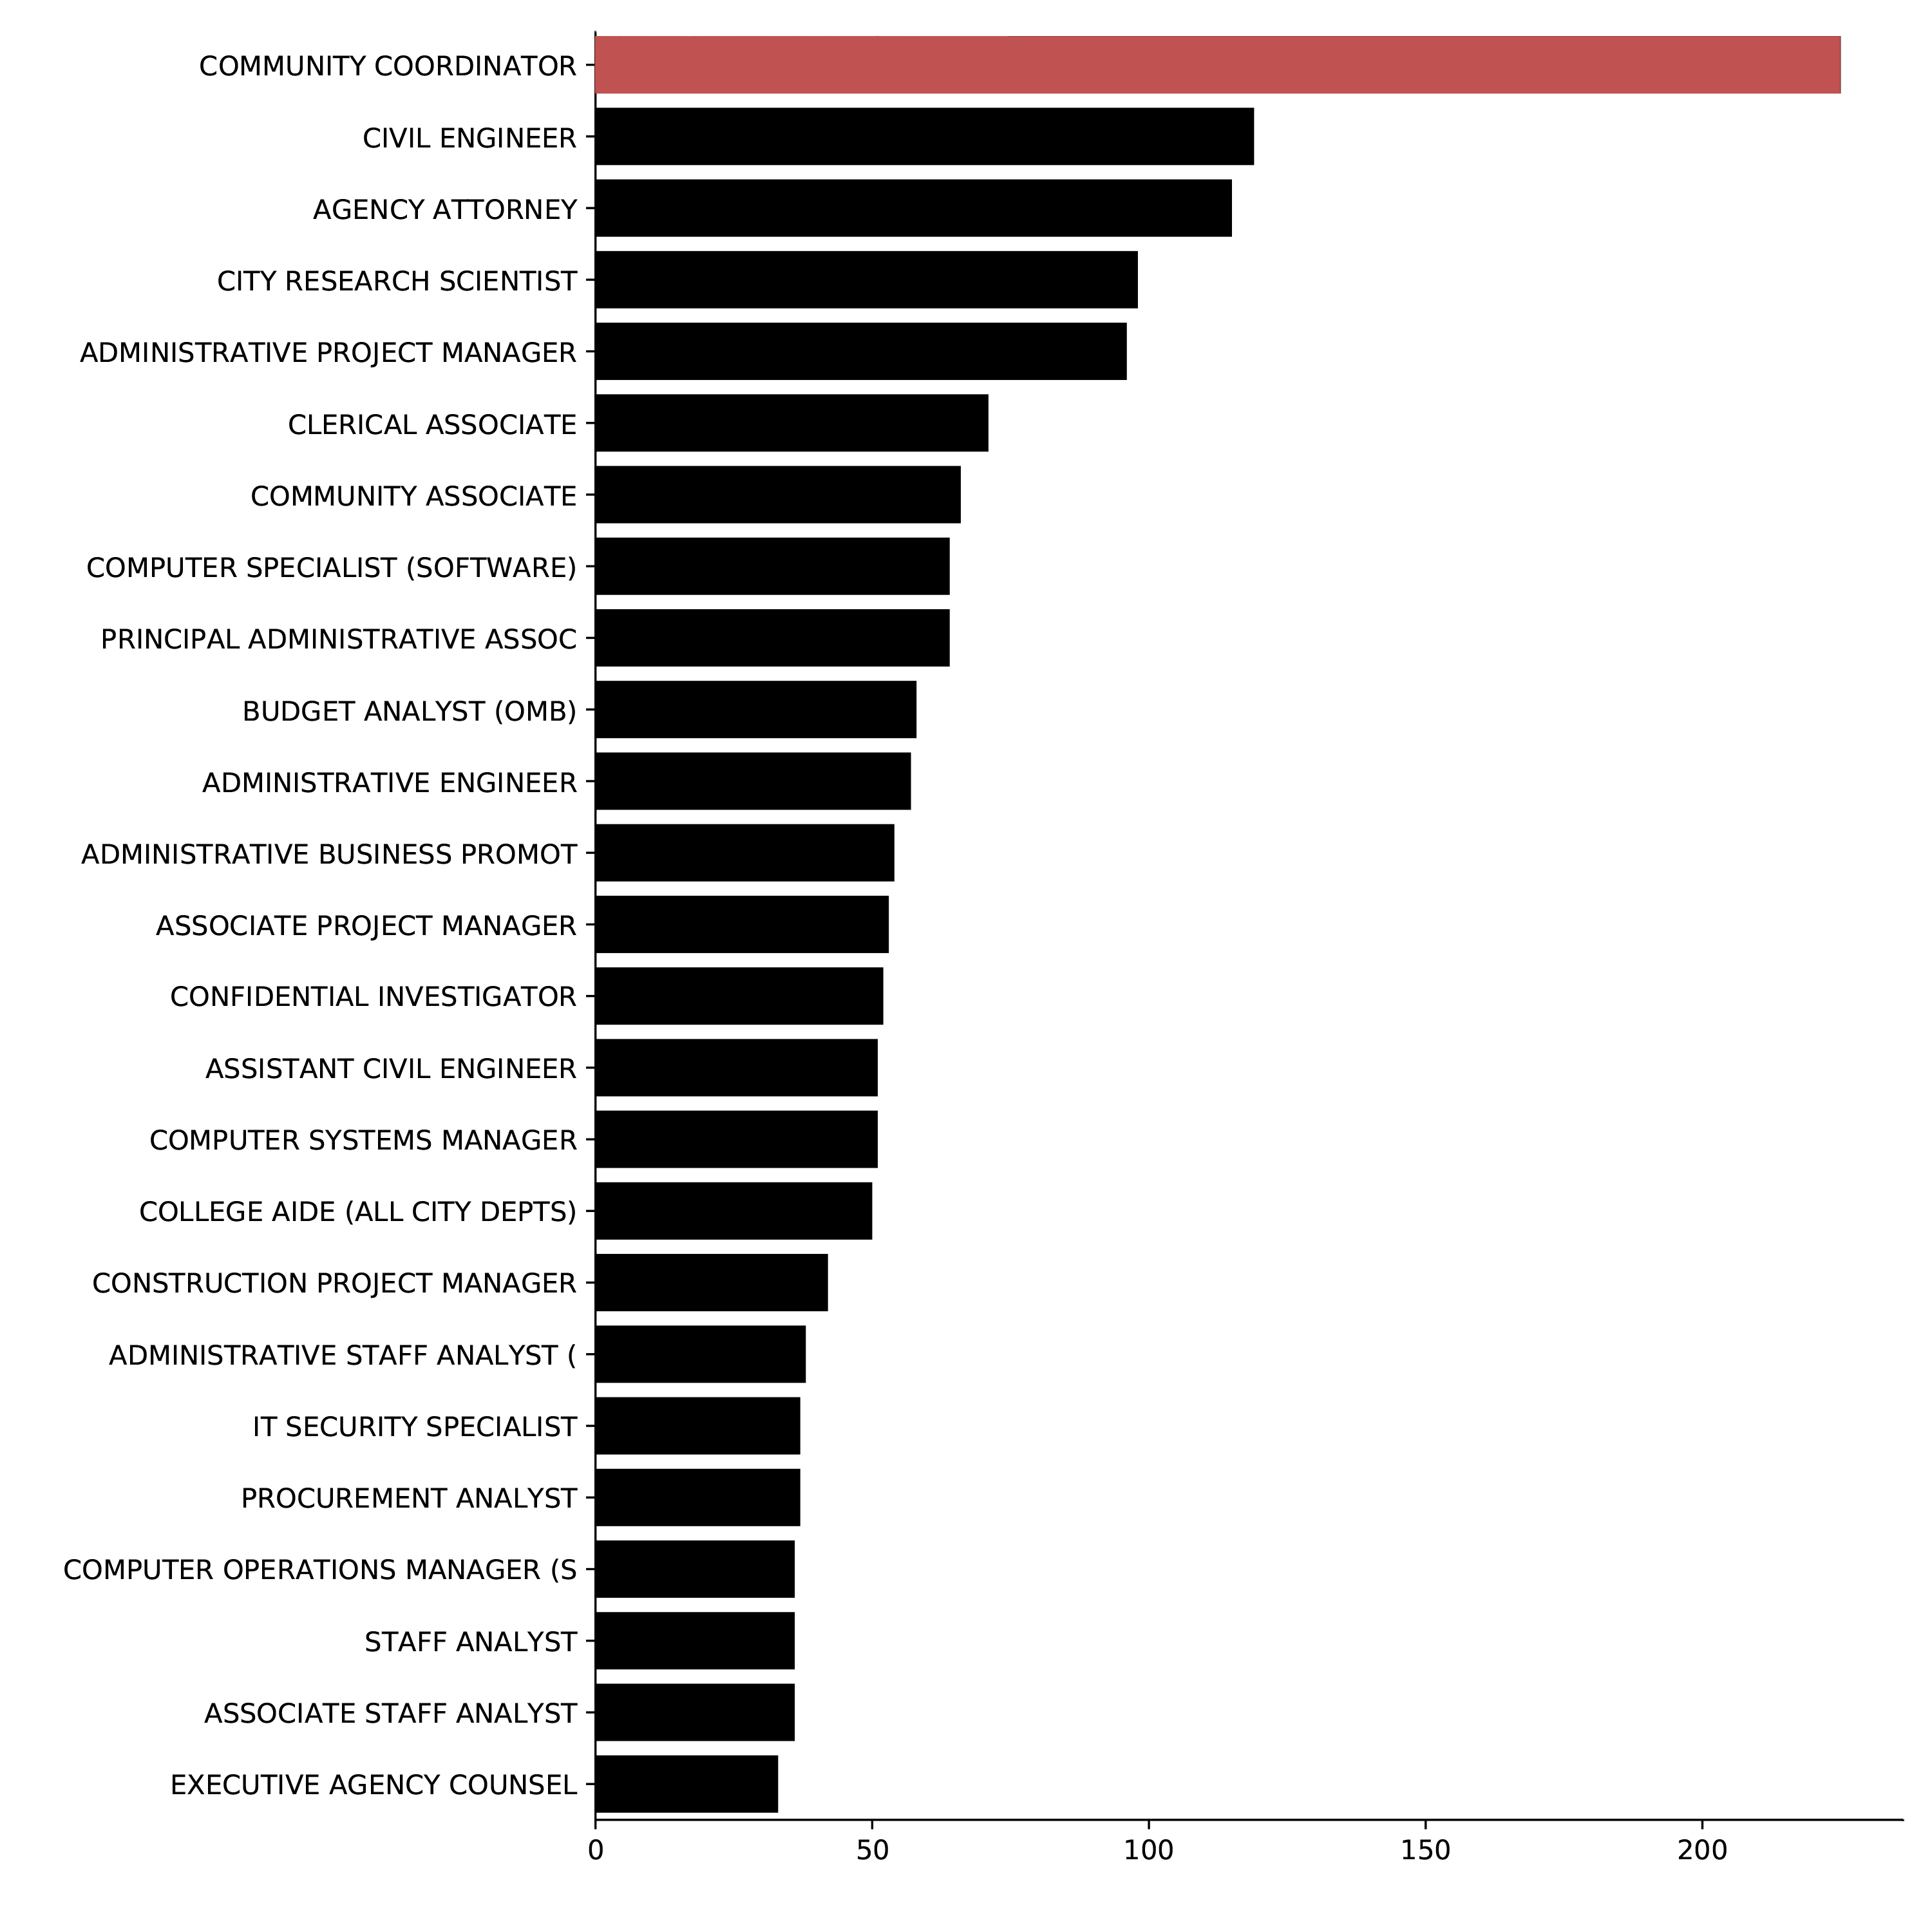 COMMUNITY COORDINATOR
CIVIL ENGINEER
AGENCY ATTORNEY
CITY RESEARCH SCIENTIST
ADMINISTRATIVE PROJECT MANAGER
CLERICAL ASSOCIATE
COMMUNITY ASSOCIATE
COMPUTER SPECIALIST (SOFTWARE)
PRINCIPAL ADMINISTRATIVE ASSOC
BUDGET ANALYST (OMB)
ADMINISTRATIVE ENGINEER
ADMINISTRATIVE BUSINESS PROMOT
ASSOCIATE PROJECT MANAGER
CONFIDENTIAL INVESTIGATOR
ASSISTANT CIVIL ENGINEER
COMPUTER SYSTEMS MANAGER
COLLEGE AIDE (ALL CITY DEPTS)
CONSTRUCTION PROJECT MANAGER
ADMINISTRATIVE STAFF ANALYST (
IT SECURITY SPECIALIST
PROCUREMENT ANALYST
COMPUTER OPERATIONS MANAGER (S
STAFF ANALYST
ASSOCIATE STAFF ANALYST
EXECUTIVE AGENCY COUNSEL
0 50 100 150 200